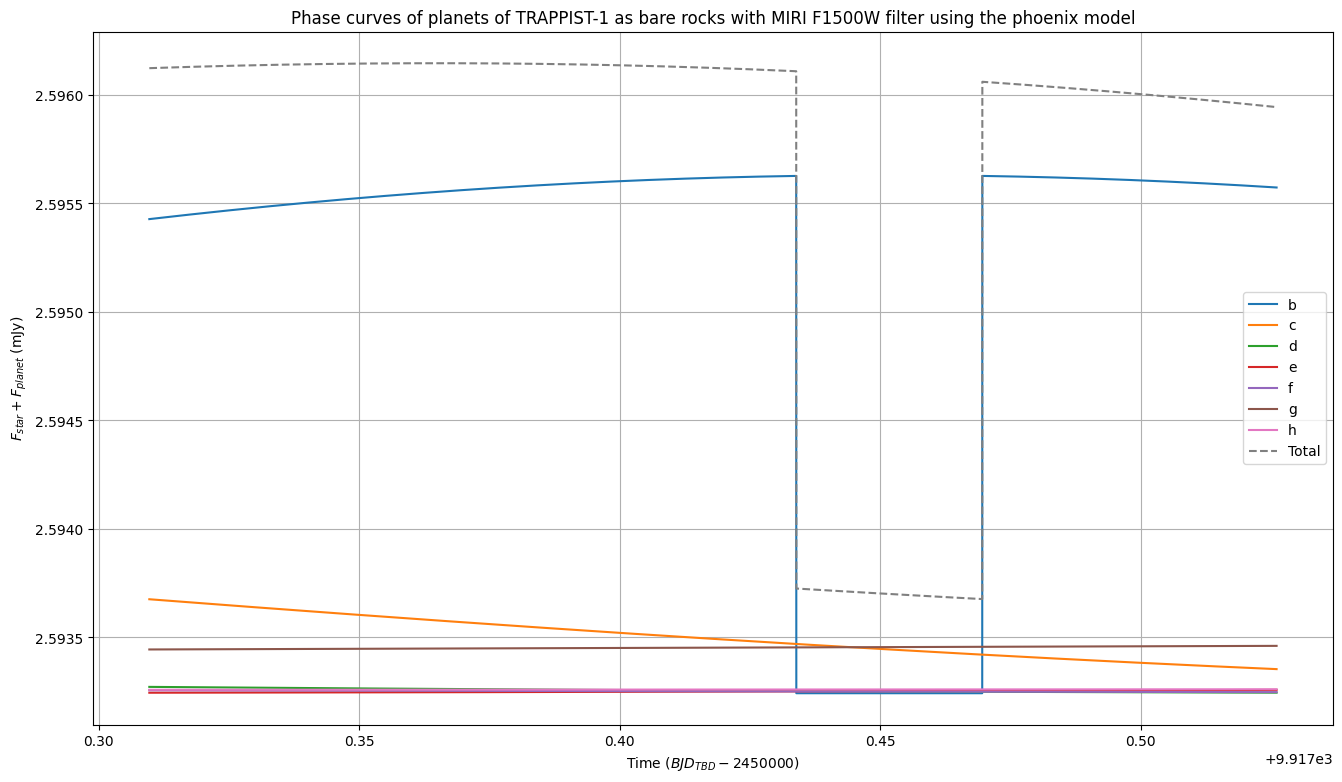 Phase curves of planets of TRAPPIST-1 as bare rocks with MIRI F1500W filter using the phoenix model
2.5960
2.5955
2.5950
2.5945
2.5940
2.5935
F_star + F_planet (mJy)
b
c
d
e
f
g
h
Total
0.30 0.35 0.40 0.45 0.50
+9.917e3
Time (BJD_TBD − 2450000)